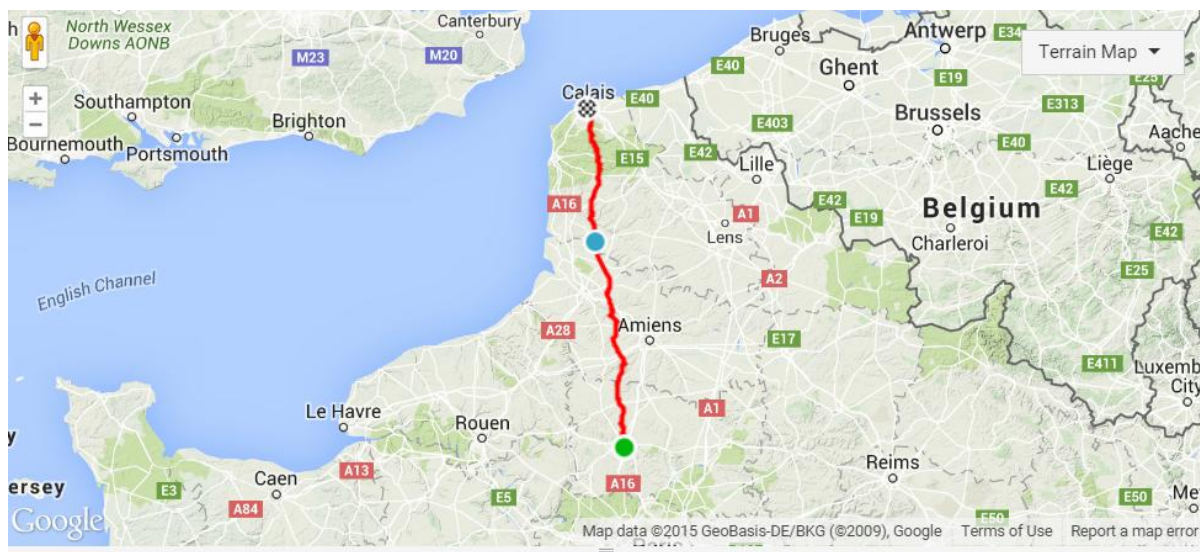 North Wessex
Downs AONB
h
Canterbury
M23
M20
Bruges
Antwerp
E34
Terrain Map
E40
Ghent
E19
E25
+
−
Southampton
Calais
E40
E313
Brighton
E403
Brussels
Bournemouth
Portsmouth
E15
E42
Lille
E40
Aache
Liège
A16
A1
E42
E19
Belgium
E42
Lens
Charleroi
E42
English Channel
A2
E25
A28
Amiens
E17
E411
Luxemb
City
Le Havre
Rouen
A1
y
ersey
E3
A84
Caen
A13
E5
A16
Reims
E50
Me
E50
Google
Map data ©2015 GeoBasis-DE/BKG (©2009), Google
Terms of Use
Report a map error